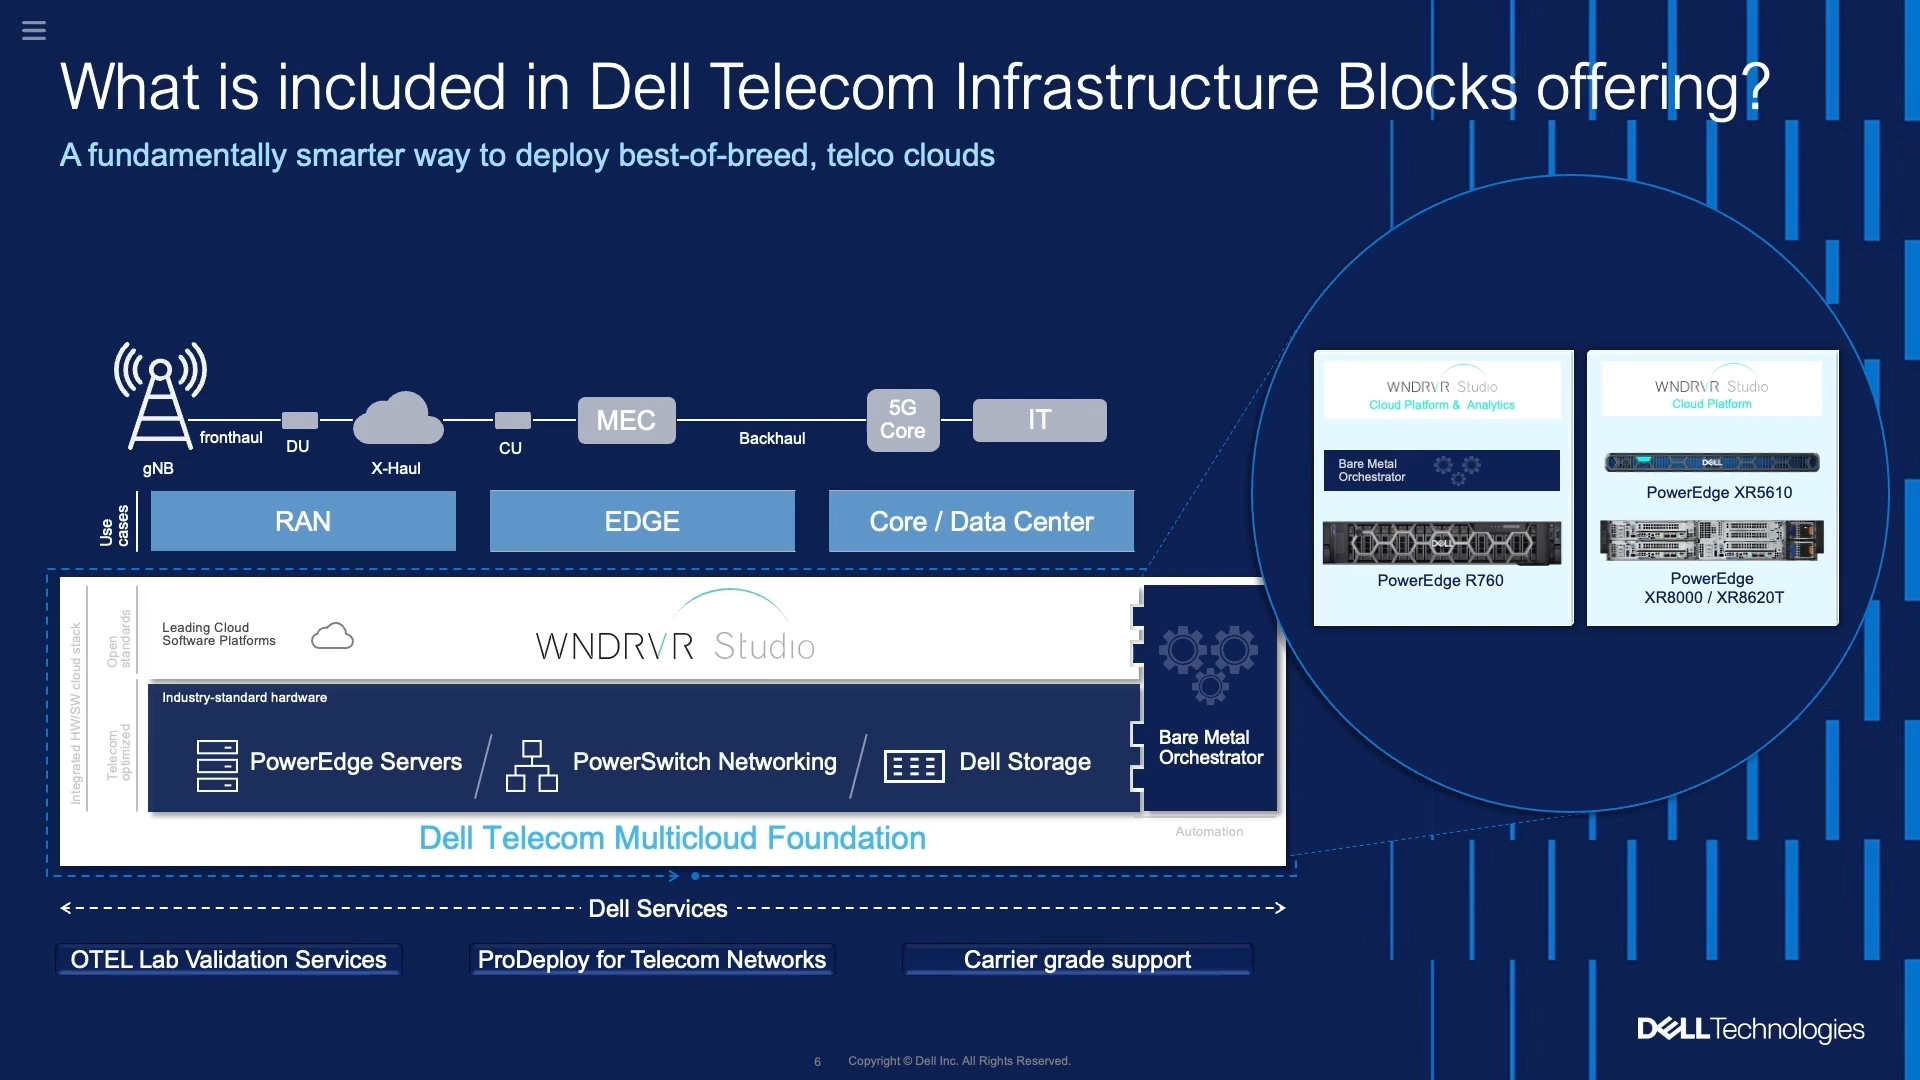 What is included in Dell Telecom Infrastructure Blocks offering?
A fundamentally smarter way to deploy best-of-breed, telco clouds
gNB
fronthaul
DU
X-Haul
CU
MEC
Backhaul
5G
Core
IT
Use
cases
RAN
EDGE
Core / Data Center
Integrated HW/SW cloud stack
Open
standards
Telecom
optimized
Leading Cloud
Software Platforms
WNDRVR Studio
Industry-standard hardware
PowerEdge Servers
PowerSwitch Networking
Dell Storage
Bare Metal
Orchestrator
Automation
Dell Telecom Multicloud Foundation
Dell Services
OTEL Lab Validation Services
ProDeploy for Telecom Networks
Carrier grade support
WNDRVR Studio
Cloud Platform & Analytics
Bare Metal
Orchestrator
DELL
PowerEdge R760
WNDRVR Studio
Cloud Platform
DELL
PowerEdge XR5610
PowerEdge
XR8000 / XR8620T
DELL Technologies
6
Copyright © Dell Inc. All Rights Reserved.